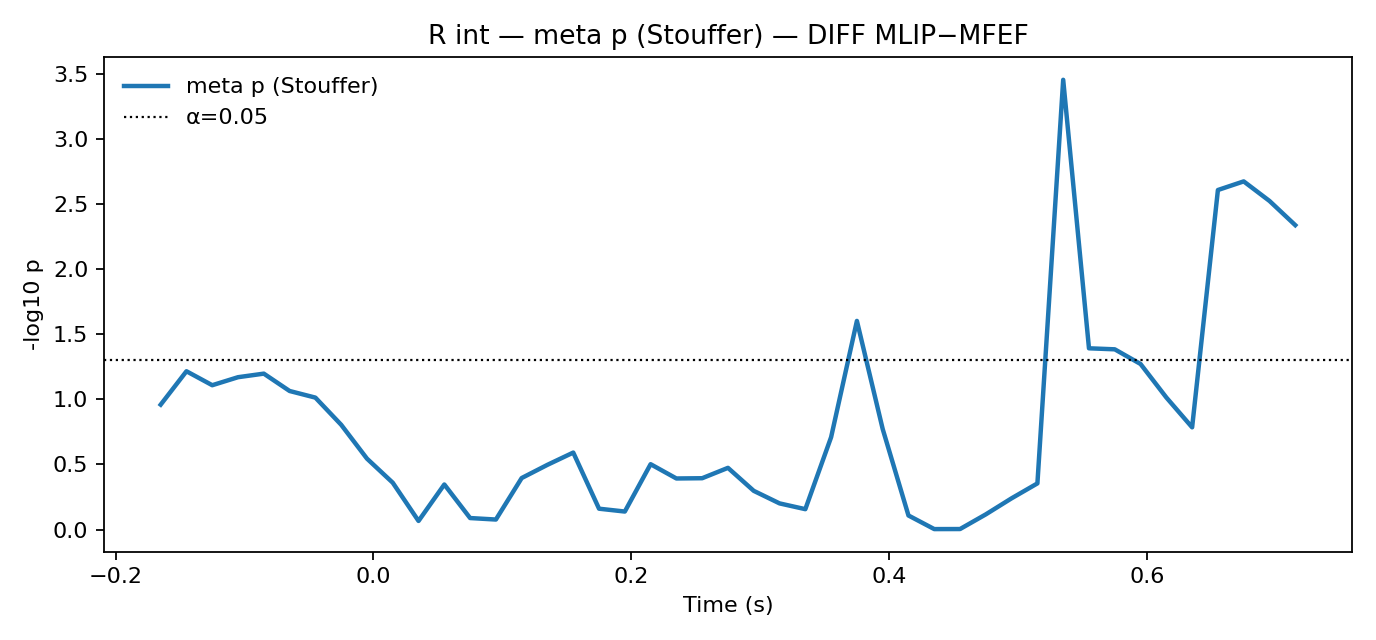 R int — meta p (Stouffer) — DIFF MLIP−MFEF
meta p (Stouffer)
α=0.05
-log10 p
3.5
3.0
2.5
2.0
1.5
1.0
0.5
0.0
−0.2 0.0 0.2 0.4 0.6
Time (s)